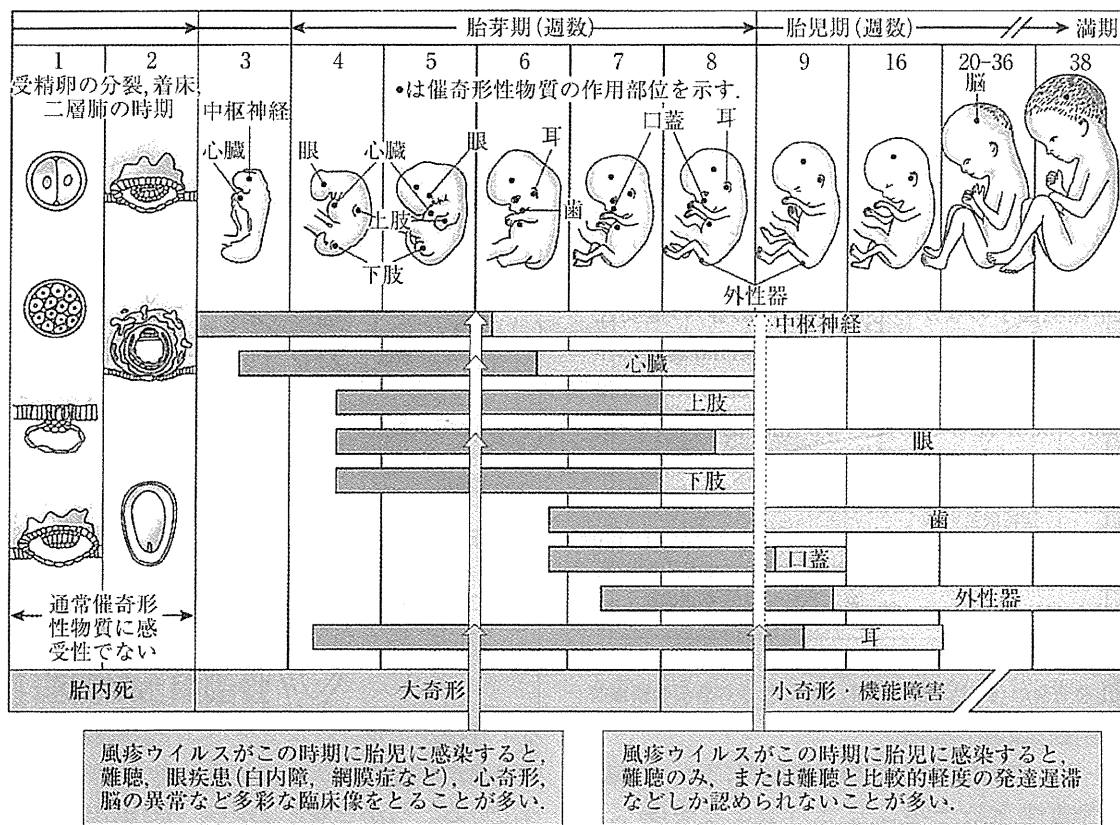 胎芽期(週数) 胎児期(週数) 満期
1 2 3 4 5 6 7 8 9 16 20-36 38
受精卵の分裂,着床,
二層肺の時期
•は催奇形性物質の作用部位を示す.
中枢神経
心臓
眼
心臓
眼
耳
口蓋
耳
脳
上肢
歯
下肢
外性器
中枢神経
心臓
上肢
眼
下肢
歯
口蓋
外性器
耳
通常催奇形
性物質に感
受性でない
胎内死 大奇形 小奇形・機能障害
風疹ウイルスがこの時期に胎児に感染すると,
難聴, 眼疾患(白内障, 網膜症など), 心奇形,
脳の異常など多彩な臨床像をとることが多い.
風疹ウイルスがこの時期に胎児に感染すると,
難聴のみ, または難聴と比較的軽度の発達遅滞
などしか認められないことが多い.